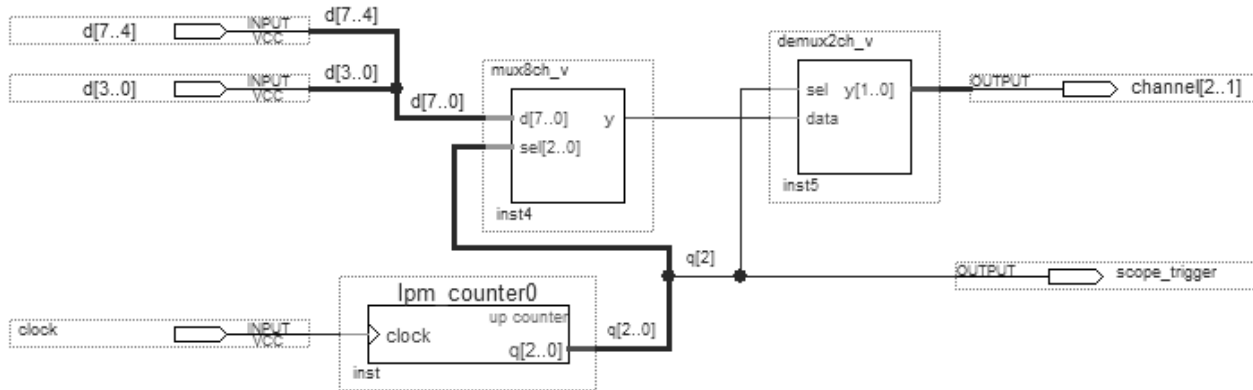 d[7..4]
INPUT
VCC
d[7..4]
d[3..0]
INPUT
VCC
d[3..0]
d[7..0]
mux8ch_v
d[7..0]
y
sel[2..0]
inst4
demux2ch_v
sel
y[1..0]
data
inst5
OUTPUT
channel[2..1]
q[2]
OUTPUT
scope_trigger
clock
INPUT
VCC
lpm_counter0
up counter
clock
q[2..0]
inst
q[2..0]